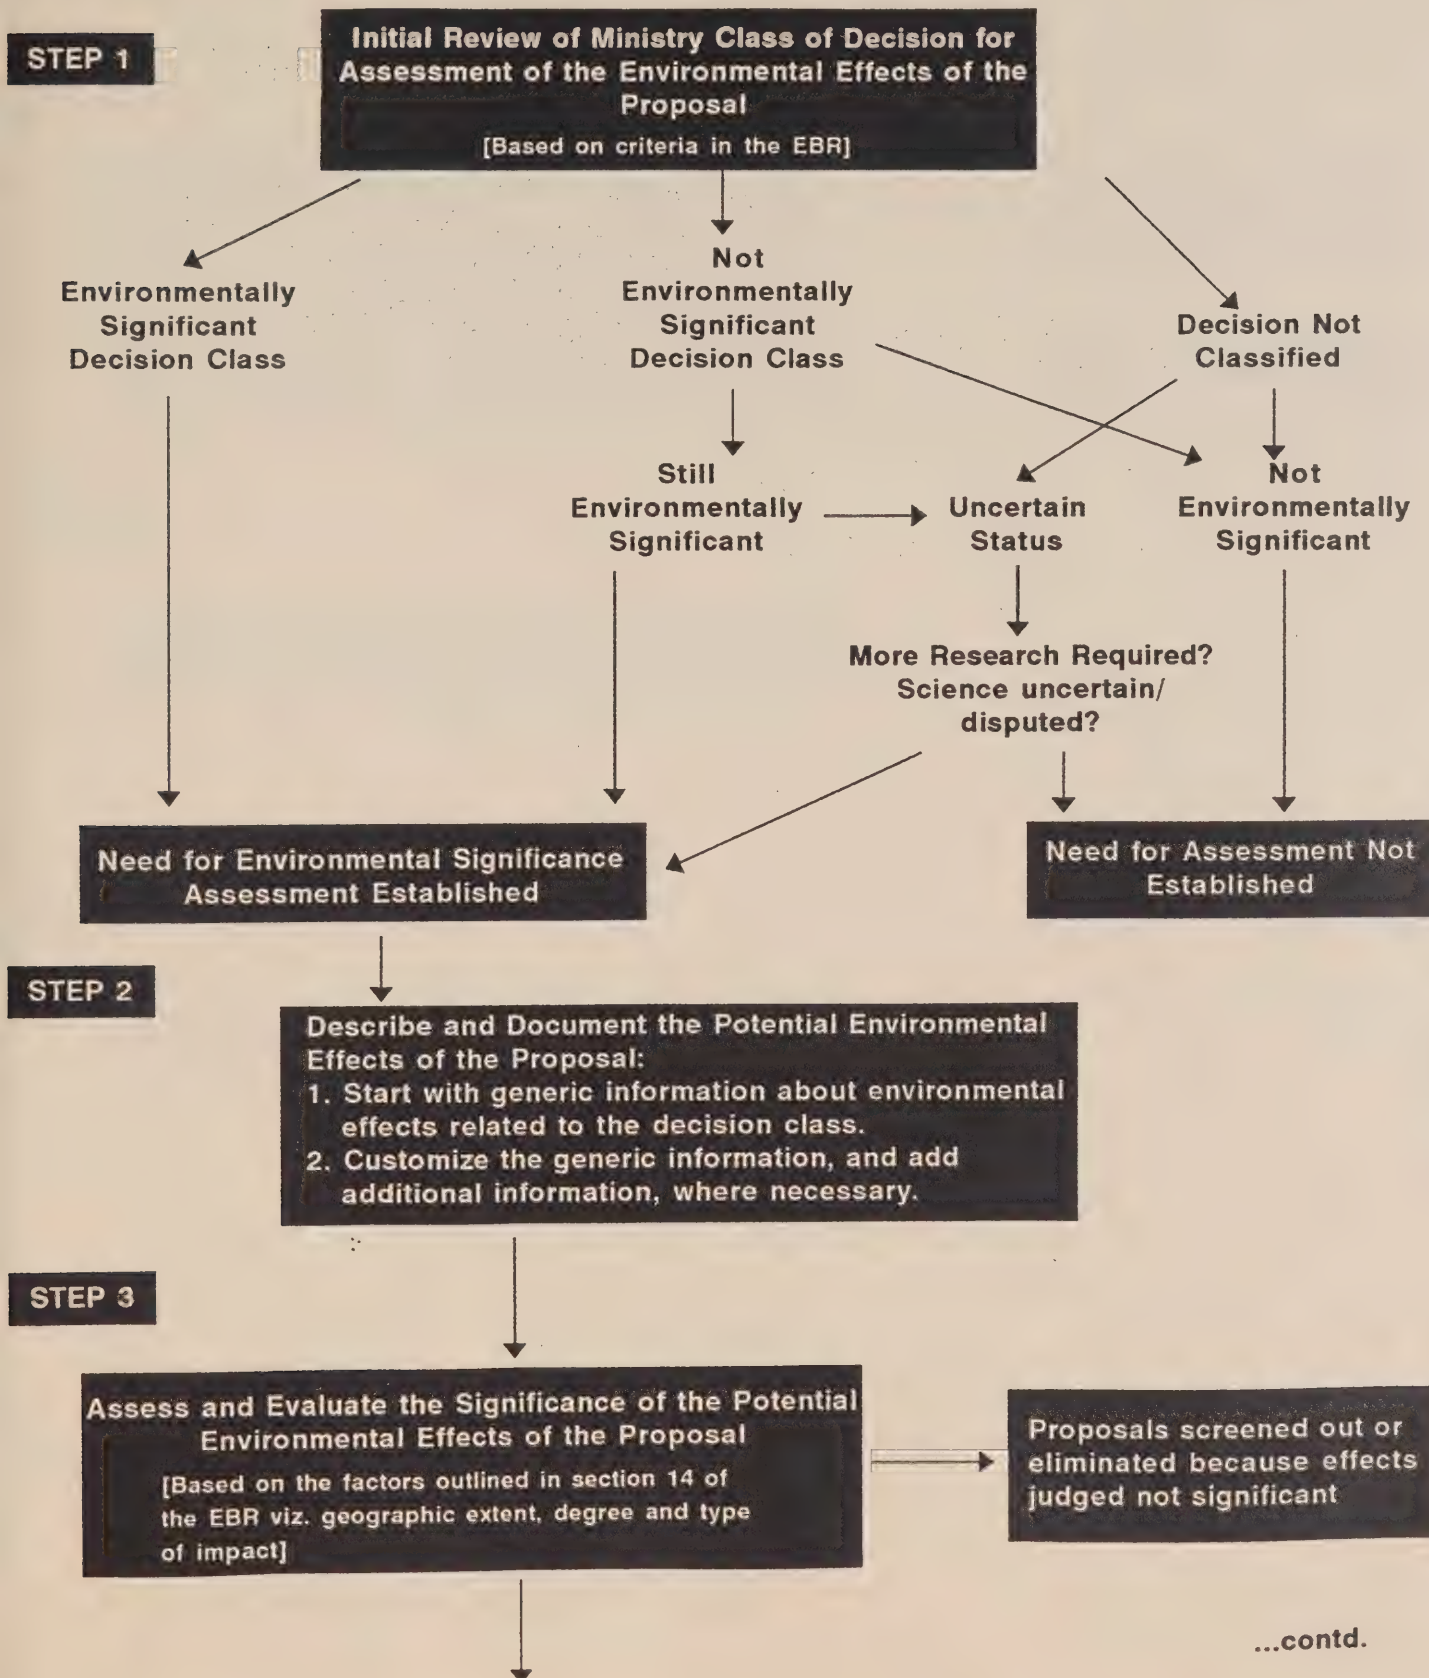 STEP 1
Initial Review of Ministry Class of Decision for
Assessment of the Environmental Effects of the
Proposal
[Based on criteria in the EBR]
Environmentally
Significant
Decision Class
Not
Environmentally
Significant
Decision Class
Decision Not
Classified
Still
Environmentally
Significant
Uncertain
Status
Not
Environmentally
Significant
More Research Required?
Science uncertain/
disputed?
Need for Environmental Significance
Assessment Established
Need for Assessment Not
Established
STEP 2
Describe and Document the Potential Environmental
Effects of the Proposal:
1. Start with generic information about environmental
effects related to the decision class.
2. Customize the generic information, and add
additional information, where necessary.
STEP 3
Assess and Evaluate the Significance of the Potential
Environmental Effects of the Proposal
[Based on the factors outlined in section 14 of
the EBR viz. geographic extent, degree and type
of impact]
Proposals screened out or
eliminated because effects
judged not significant
...contd.